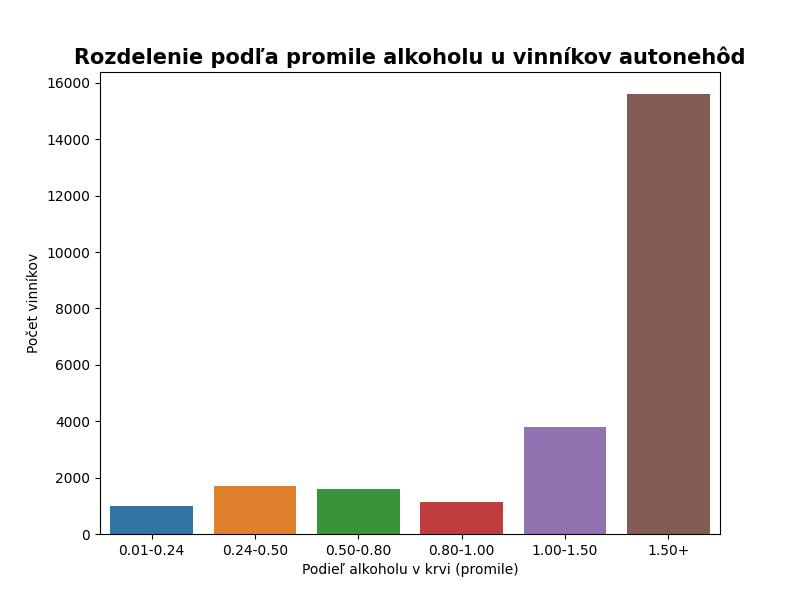 Rozdelenie podľa promile alkoholu u vinníkov autonehôd
16000
14000
12000
10000
8000
6000
4000
2000
0
Počet vinníkov
0.01-0.24 0.24-0.50 0.50-0.80 0.80-1.00 1.00-1.50 1.50+
Podieľ alkoholu v krvi (promile)